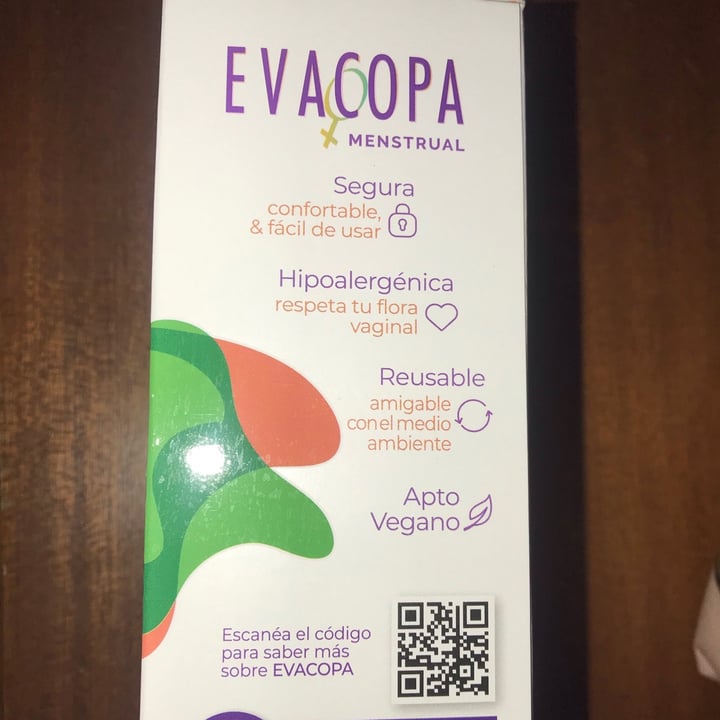 EVACOPA
MENSTRUAL
Segura
confortable,
& fácil de usar
Hipoalergénica
respeta tu flora
vaginal
Reusable
amigable
con el medio
ambiente
Apto
Vegano
Escanéa el código
para saber más
sobre EVACOPA